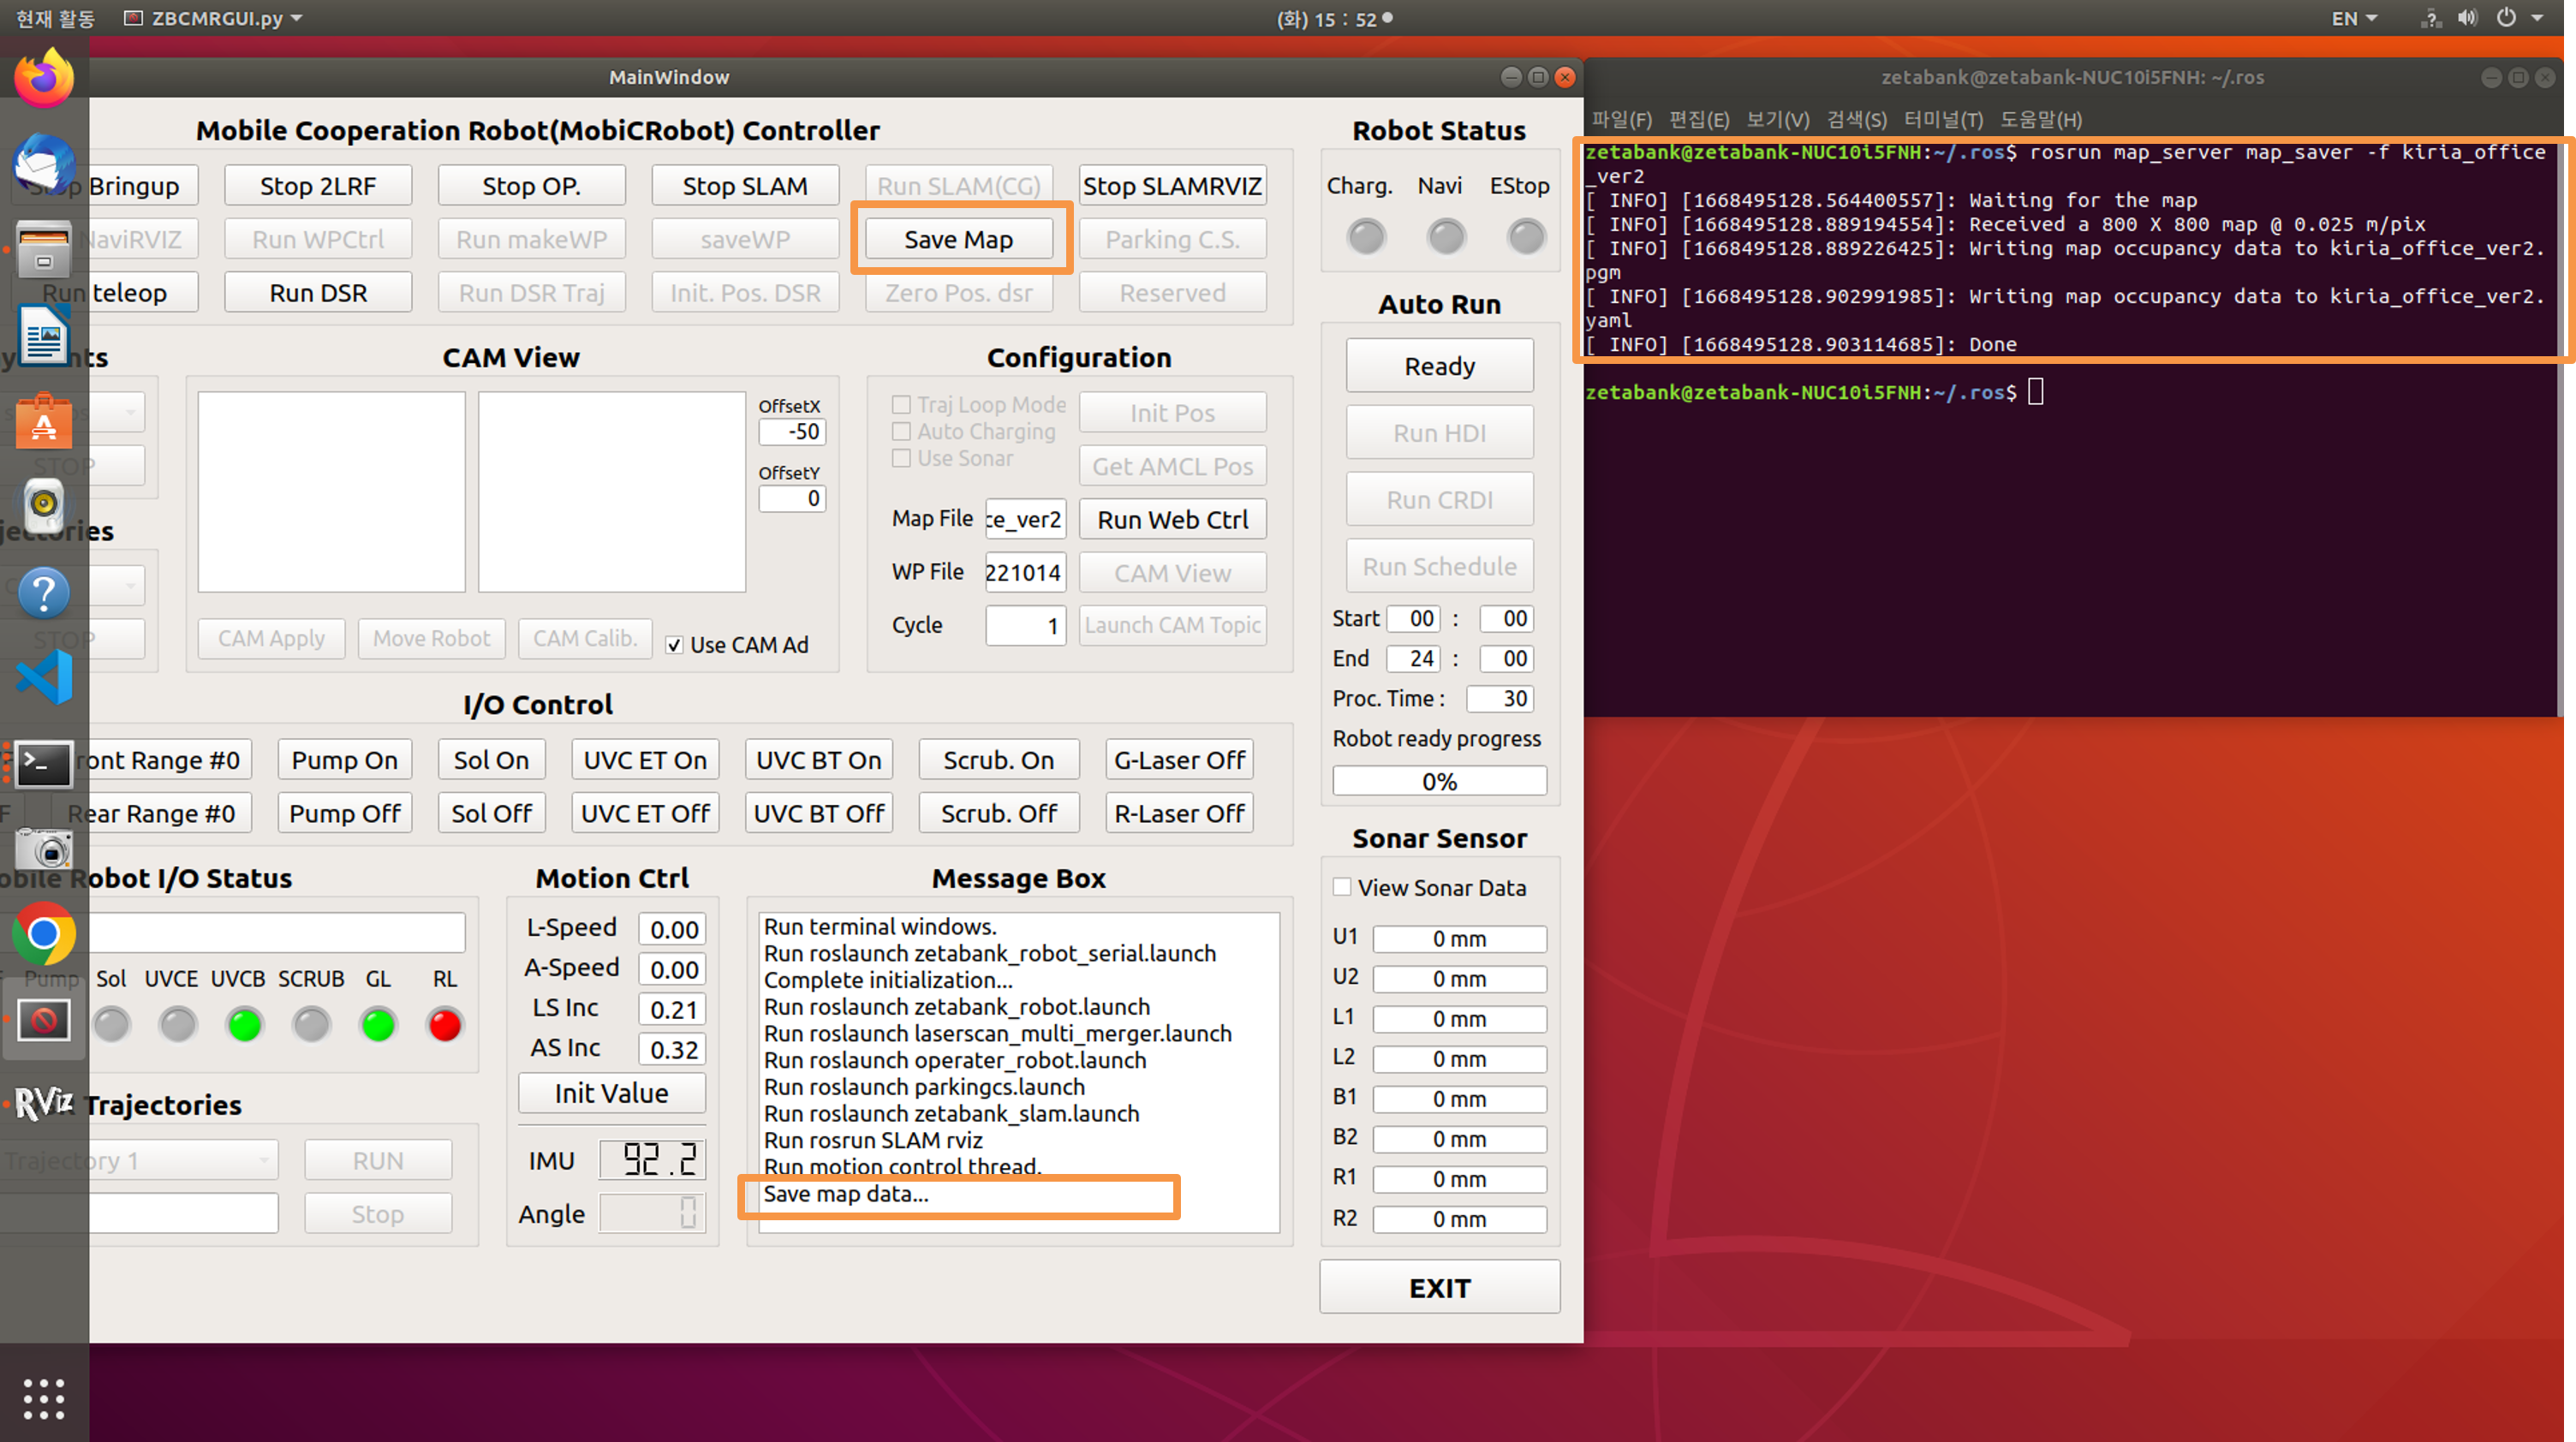 현재 활동
ZBCMRGUI.py
(화) 15 : 52
EN
MainWindow
Mobile Cooperation Robot(MobiCRobot) Controller
Stop Bringup
Stop 2LRF
Stop OP.
Stop SLAM
Run SLAM(CG)
Stop SLAMRVIZ
NaviRVIZ
Run WPCtrl
Run makeWP
saveWP
Save Map
Parking C.S.
Run teleop
Run DSR
Run DSR Traj
Init. Pos. DSR
Zero Pos. dsr
Reserved
Robot Status
Charg. Navi EStop
Auto Run
Ready
Run HDI
Run CRDI
Run Schedule
Start 00 : 00
End 24 : 00
Proc. Time : 30
Robot ready progress
0%
CAM View
OffsetX
-50
OffsetY
0
CAM Apply
Move Robot
CAM Calib.
Use CAM Ad
STOP
STOP
Configuration
Traj Loop Mode
Auto Charging
Use Sonar
Init Pos
Get AMCL Pos
Map File ce_ver2 Run Web Ctrl
WP File 221014 CAM View
Cycle 1 Launch CAM Topic
I/O Control
ront Range #0
Pump On
Sol On
UVC ET On
UVC BT On
Scrub. On
G-Laser Off
Rear Range #0
Pump Off
Sol Off
UVC ET Off
UVC BT Off
Scrub. Off
R-Laser Off
obile Robot I/O Status
Pump Sol UVCE UVCB SCRUB GL RL
Trajectories
Trajectory 1
RUN
Stop
Motion Ctrl
L-Speed 0.00
A-Speed 0.00
LS Inc 0.21
AS Inc 0.32
Init Value
IMU 92.2
Angle 0
Message Box
Run terminal windows.
Run roslaunch zetabank_robot_serial.launch
Complete initialization...
Run roslaunch zetabank_robot.launch
Run roslaunch laserscan_multi_merger.launch
Run roslaunch operater_robot.launch
Run roslaunch parkingcs.launch
Run roslaunch zetabank_slam.launch
Run rosrun SLAM rviz
Run motion control thread.
Save map data...
Sonar Sensor
View Sonar Data
U1 0 mm
U2 0 mm
L1 0 mm
L2 0 mm
B1 0 mm
B2 0 mm
R1 0 mm
R2 0 mm
EXIT
RViz
zetabank@zetabank-NUC10i5FNH: ~/.ros
파일(F) 편집(E) 보기(V) 검색(S) 터미널(T) 도움말(H)
zetabank@zetabank-NUC10i5FNH:~/.ros$ rosrun map_server map_saver -f kiria_office
_ver2
[ INFO] [1668495128.564400557]: Waiting for the map
[ INFO] [1668495128.889194554]: Received a 800 X 800 map @ 0.025 m/pix
[ INFO] [1668495128.889226425]: Writing map occupancy data to kiria_office_ver2.
pgm
[ INFO] [1668495128.902991985]: Writing map occupancy data to kiria_office_ver2.
yaml
[ INFO] [1668495128.903114685]: Done
zetabank@zetabank-NUC10i5FNH:~/.ros$